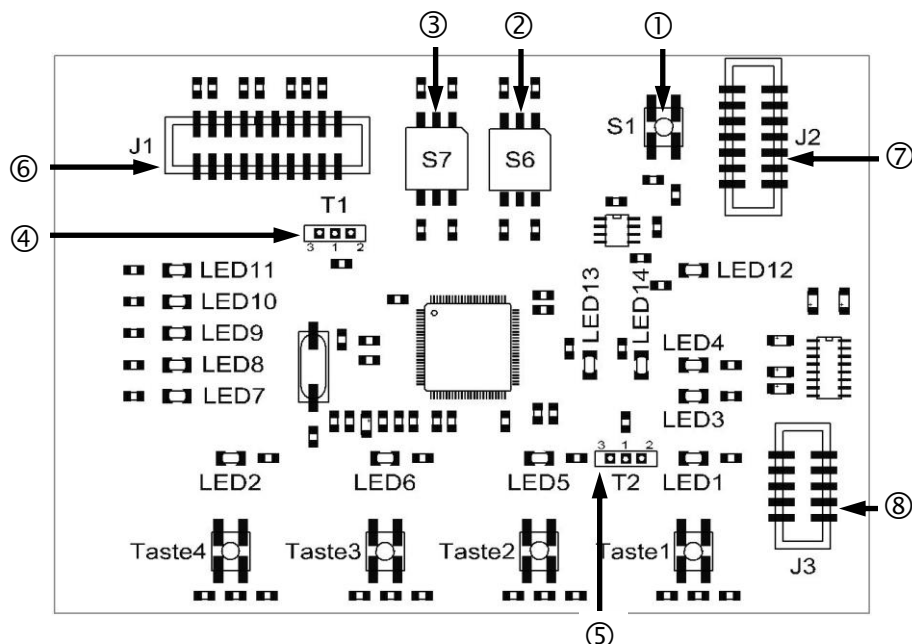 ③ ② ①
J1 S7 S6 S1 J2
⑥ ⑦
T1
④
3 1 2
LED11 LED13 LED14 LED12
LED10
LED9 LED4
LED8
LED7 LED3
3 1 2
LED2 LED6 LED5 T2 LED1
⑧
Taste4 Taste3 Taste2 Taste1
J3
⑤